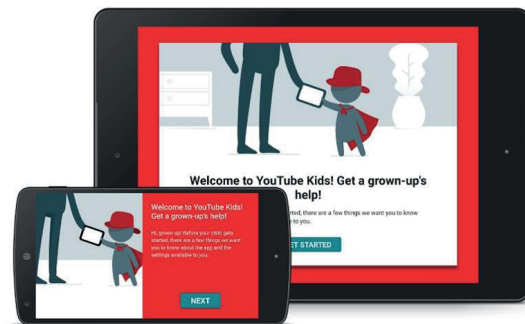 Welcome to YouTube Kids! Get a grown-up's
help!
started, there are a few things we want you to know
to you.
GET STARTED
Welcome to YouTube Kids!
Get a grown-up's help!
Hi, grown-up! Before your child gets
started, there are a few things we want
you to know about the app and the
settings available to you.
NEXT